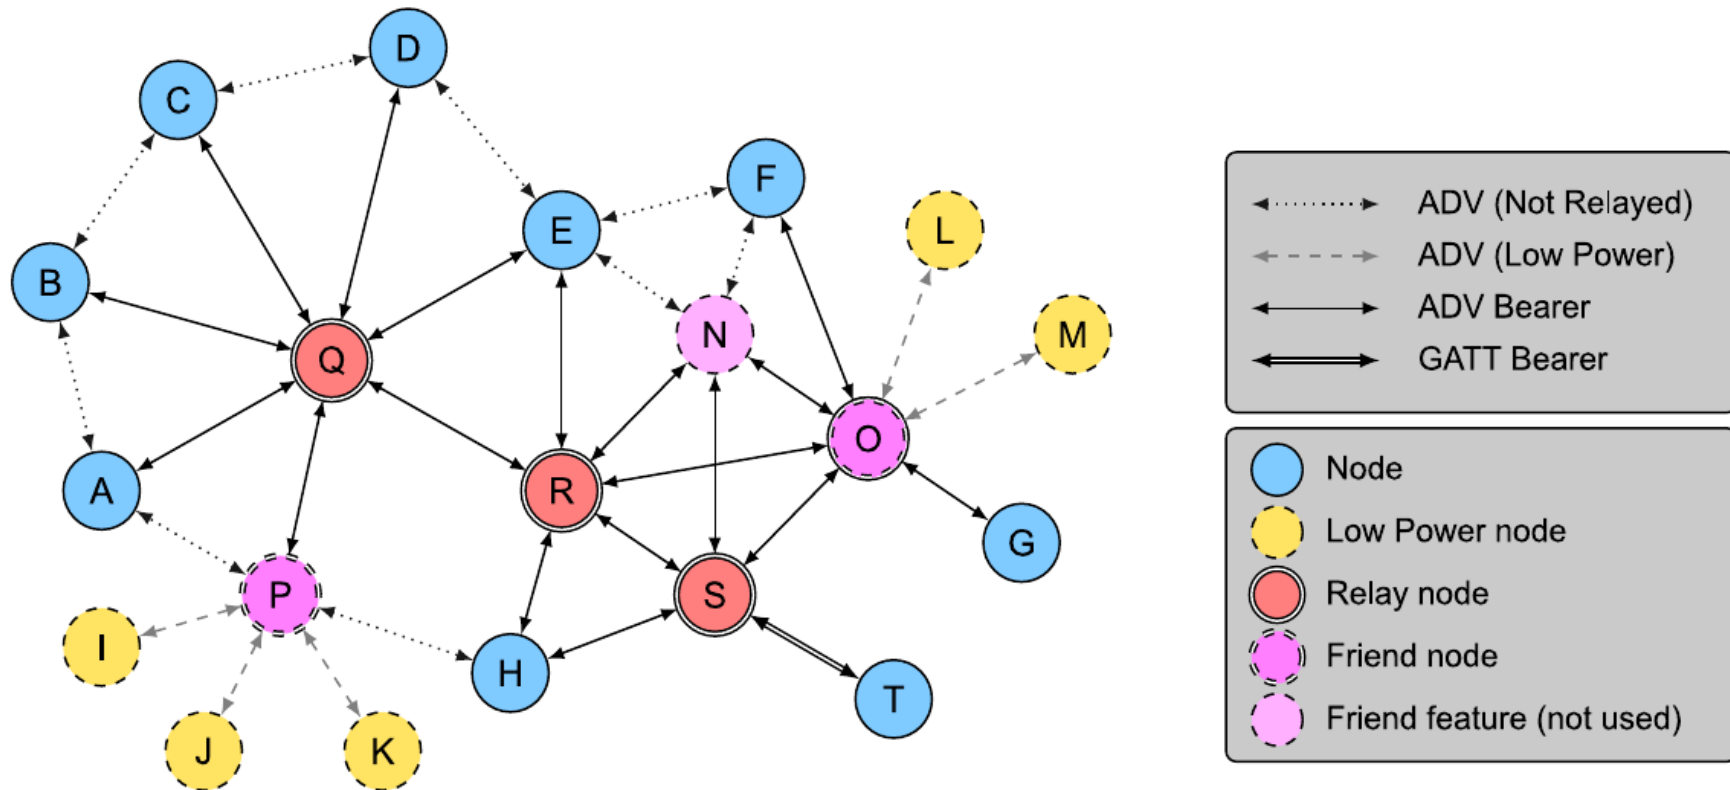 D
C
F
E
L
B
N
M
Q
O
A
R
G
P
S
I
H
T
J
K
ADV (Not Relayed)
ADV (Low Power)
ADV Bearer
GATT Bearer
Node
Low Power node
Relay node
Friend node
Friend feature (not used)